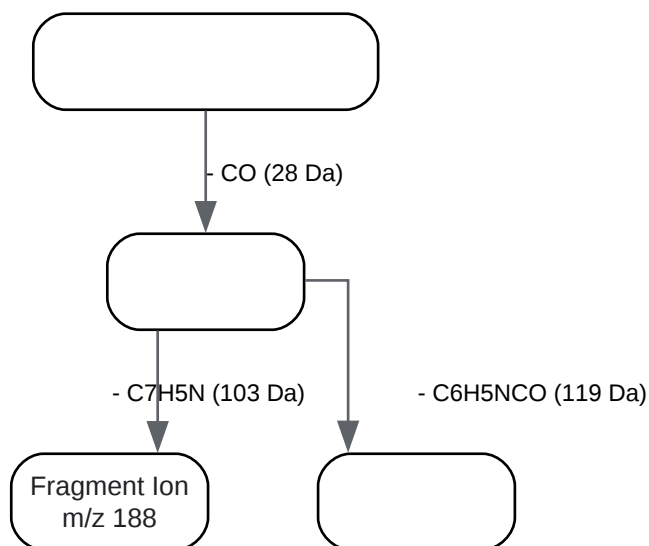 - CO (28 Da)
- C7H5N (103 Da)
- C6H5NCO (119 Da)
Fragment Ion
m/z 188